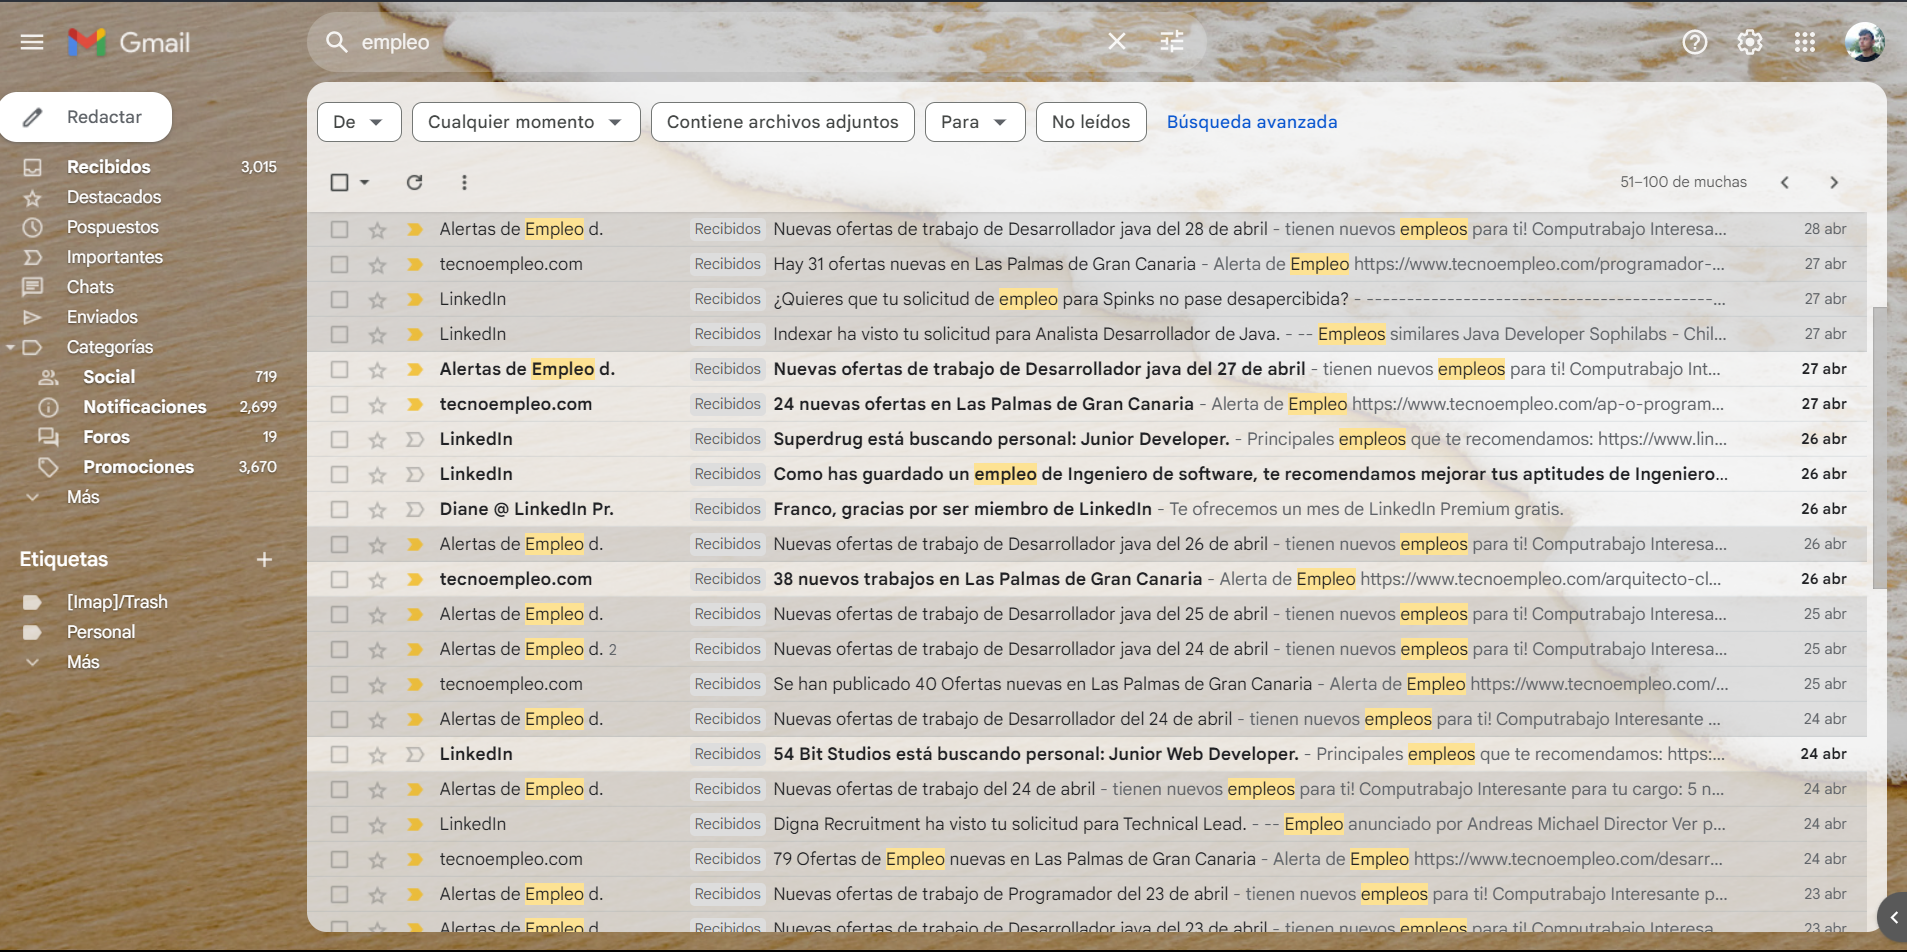 Gmail
empleo
Redactar
De
Cualquier momento
Contiene archivos adjuntos
Para
No leídos
Búsqueda avanzada
Recibidos 3,015
Destacados
Pospuestos
Importantes
Chats
Enviados
Categorías
Social 719
Notificaciones 2,699
Foros 19
Promociones 3,670
Más
Etiquetas
[Imap]/Trash
Personal
Más
51–100 de muchas
Alertas de Empleo d. Recibidos Nuevas ofertas de trabajo de Desarrollador java del 28 de abril - tienen nuevos empleos para ti! Computrabajo Interesa... 28 abr
tecnoempleo.com Recibidos Hay 31 ofertas nuevas en Las Palmas de Gran Canaria - Alerta de Empleo https://www.tecnoempleo.com/programador-... 27 abr
LinkedIn Recibidos ¿Quieres que tu solicitud de empleo para Spinks no pase desapercibida? - ----------------------------------------... 27 abr
LinkedIn Recibidos Indexar ha visto tu solicitud para Analista Desarrollador de Java. - -- Empleos similares Java Developer Sophilabs - Chil... 27 abr
Alertas de Empleo d. Recibidos Nuevas ofertas de trabajo de Desarrollador java del 27 de abril - tienen nuevos empleos para ti! Computrabajo Int... 27 abr
tecnoempleo.com Recibidos 24 nuevas ofertas en Las Palmas de Gran Canaria - Alerta de Empleo https://www.tecnoempleo.com/ap-o-program... 27 abr
LinkedIn Recibidos Superdrug está buscando personal: Junior Developer. - Principales empleos que te recomendamos: https://www.lin... 26 abr
LinkedIn Recibidos Como has guardado un empleo de Ingeniero de software, te recomendamos mejorar tus aptitudes de Ingeniero... 26 abr
Diane @ LinkedIn Pr. Recibidos Franco, gracias por ser miembro de LinkedIn - Te ofrecemos un mes de LinkedIn Premium gratis. 26 abr
Alertas de Empleo d. Recibidos Nuevas ofertas de trabajo de Desarrollador java del 26 de abril - tienen nuevos empleos para ti! Computrabajo Interesa... 26 abr
tecnoempleo.com Recibidos 38 nuevos trabajos en Las Palmas de Gran Canaria - Alerta de Empleo https://www.tecnoempleo.com/arquitecto-cl... 26 abr
Alertas de Empleo d. Recibidos Nuevas ofertas de trabajo de Desarrollador java del 25 de abril - tienen nuevos empleos para ti! Computrabajo Interesa... 25 abr
Alertas de Empleo d. 2 Recibidos Nuevas ofertas de trabajo de Desarrollador java del 24 de abril - tienen nuevos empleos para ti! Computrabajo Interesa... 25 abr
tecnoempleo.com Recibidos Se han publicado 40 Ofertas nuevas en Las Palmas de Gran Canaria - Alerta de Empleo https://www.tecnoempleo.com/... 25 abr
Alertas de Empleo d. Recibidos Nuevas ofertas de trabajo de Desarrollador del 24 de abril - tienen nuevos empleos para ti! Computrabajo Interesante ... 24 abr
LinkedIn Recibidos 54 Bit Studios está buscando personal: Junior Web Developer. - Principales empleos que te recomendamos: https:... 24 abr
Alertas de Empleo d. Recibidos Nuevas ofertas de trabajo del 24 de abril - tienen nuevos empleos para ti! Computrabajo Interesante para tu cargo: 5 n... 24 abr
LinkedIn Recibidos Digna Recruitment ha visto tu solicitud para Technical Lead. - -- Empleo anunciado por Andreas Michael Director Ver p... 24 abr
tecnoempleo.com Recibidos 79 Ofertas de Empleo nuevas en Las Palmas de Gran Canaria - Alerta de Empleo https://www.tecnoempleo.com/desarr... 24 abr
Alertas de Empleo d. Recibidos Nuevas ofertas de trabajo de Programador del 23 de abril - tienen nuevos empleos para ti! Computrabajo Interesante p... 23 abr
Alertas de Empleo d. Recibidos Nuevas ofertas de trabajo de Desarrollador java del 23 de abril - tienen nuevos empleos para ti! Computrabajo Interesa... 23 abr